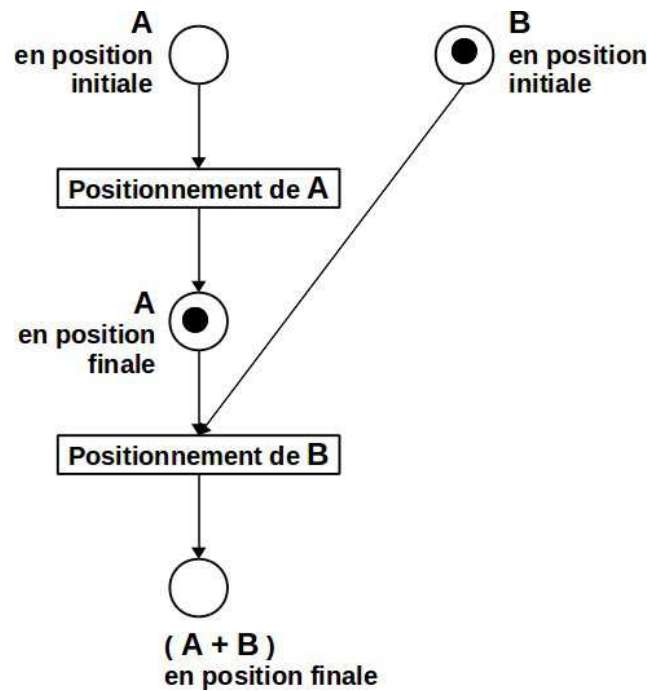 A
en position
initiale
B
en position
initiale
Positionnement de A
A
en position
finale
Positionnement de B
( A + B )
en position finale